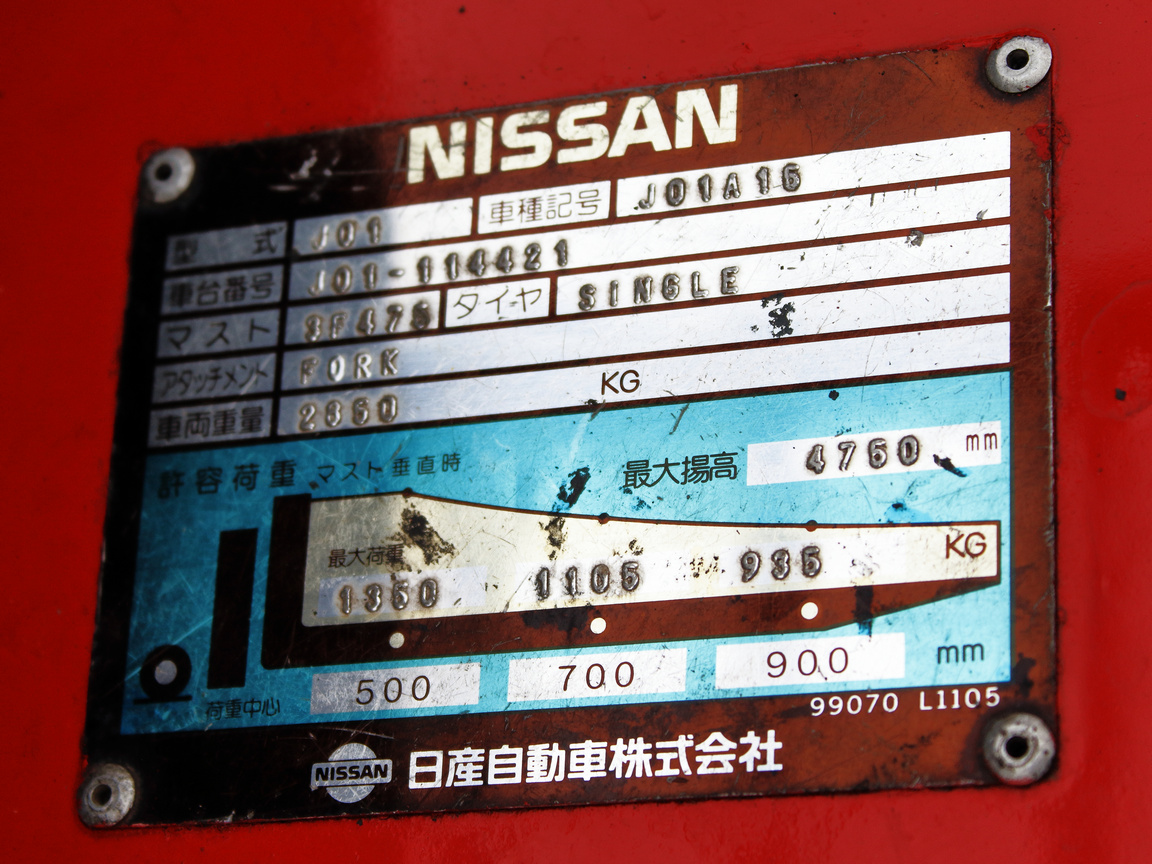 NISSAN
型式 J01 車種記号 J01A15
車台番号 J01-114421
マスト 3F475 タイヤ SINGLE
アタッチメント FORK
車両重量 2350 KG
許容荷重 マスト垂直時 最大揚高 4750 mm
最大荷重 KG
1350 1105 935
500 700 900 mm
荷重中心
99070 L1105
NISSAN 日産自動車株式会社